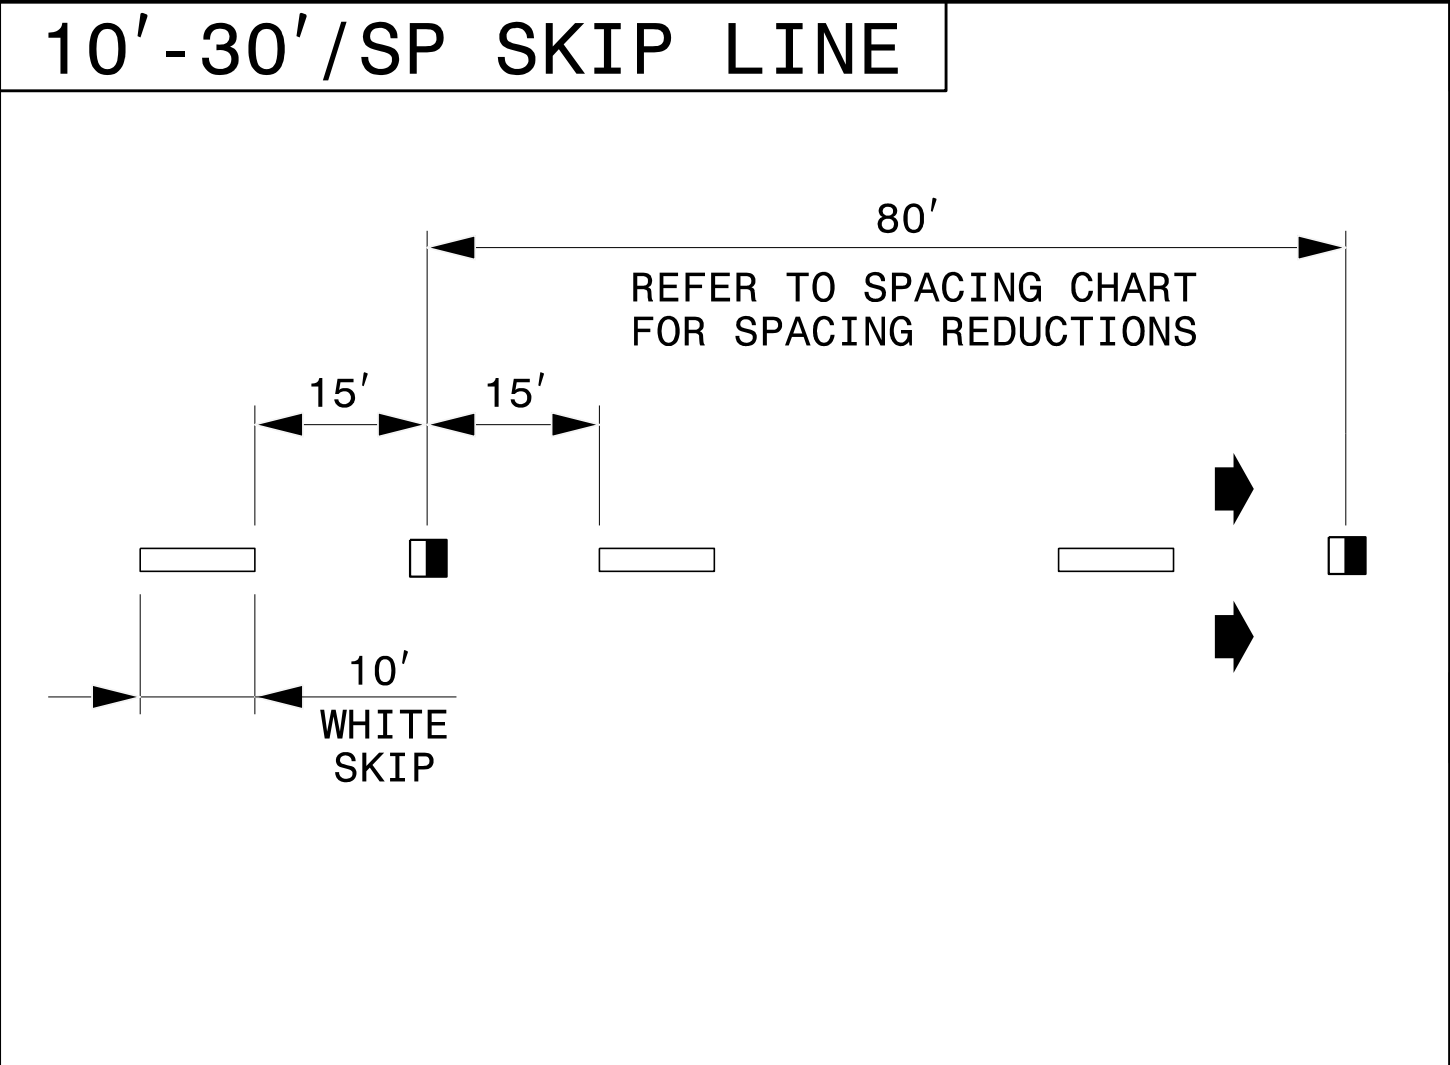 10'-30'/SP SKIP LINE
80'
REFER TO SPACING CHART
FOR SPACING REDUCTIONS
15'
15'
10'
WHITE
SKIP